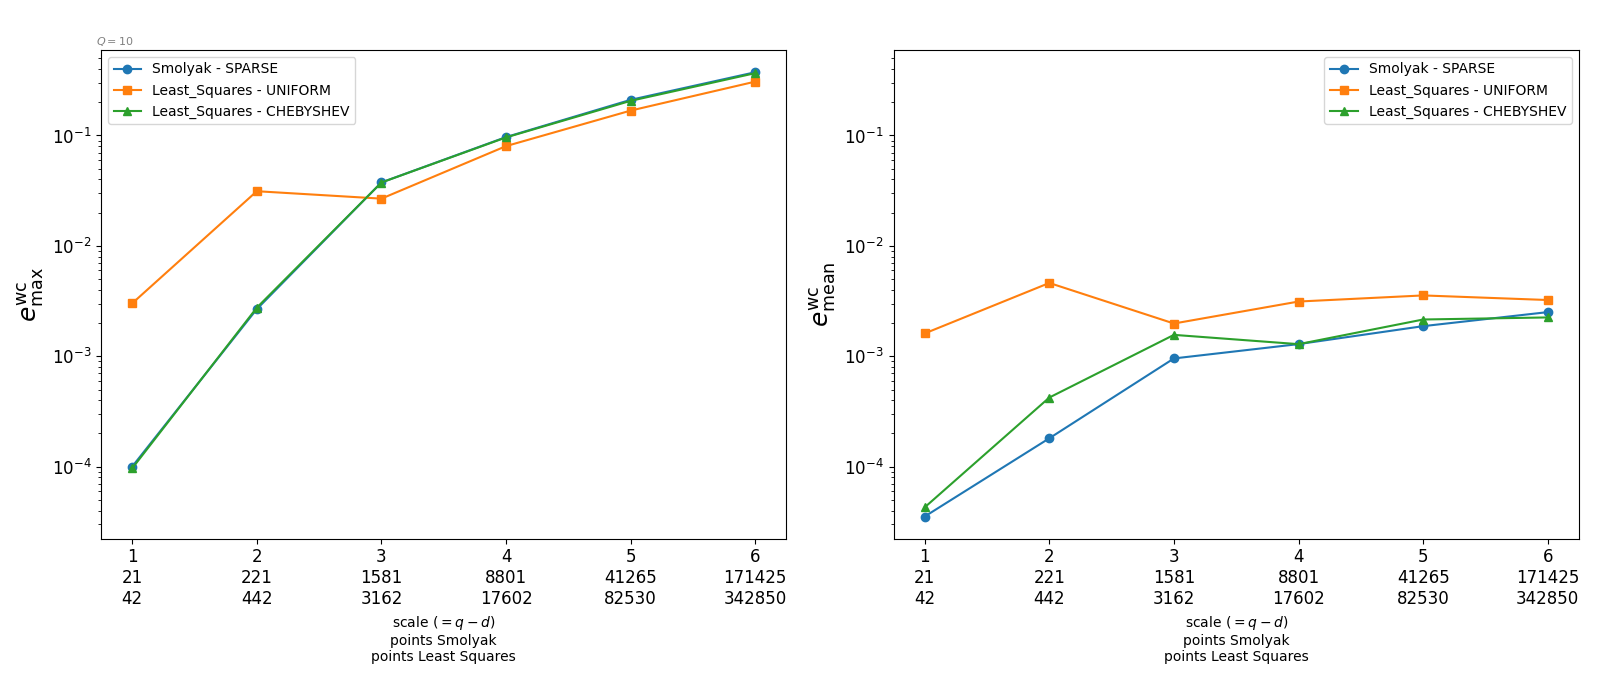 Q = 10
Smolyak - SPARSE
Least_Squares - UNIFORM
Least_Squares - CHEBYSHEV
10⁻¹
10⁻²
10⁻³
10⁻⁴
e^wc_max
1 2 3 4 5 6
21 221 1581 8801 41265 171425
42 442 3162 17602 82530 342850
scale (= q − d)
points Smolyak
points Least Squares
Smolyak - SPARSE
Least_Squares - UNIFORM
Least_Squares - CHEBYSHEV
10⁻¹
10⁻²
10⁻³
10⁻⁴
e^wc_mean
1 2 3 4 5 6
21 221 1581 8801 41265 171425
42 442 3162 17602 82530 342850
scale (= q − d)
points Smolyak
points Least Squares